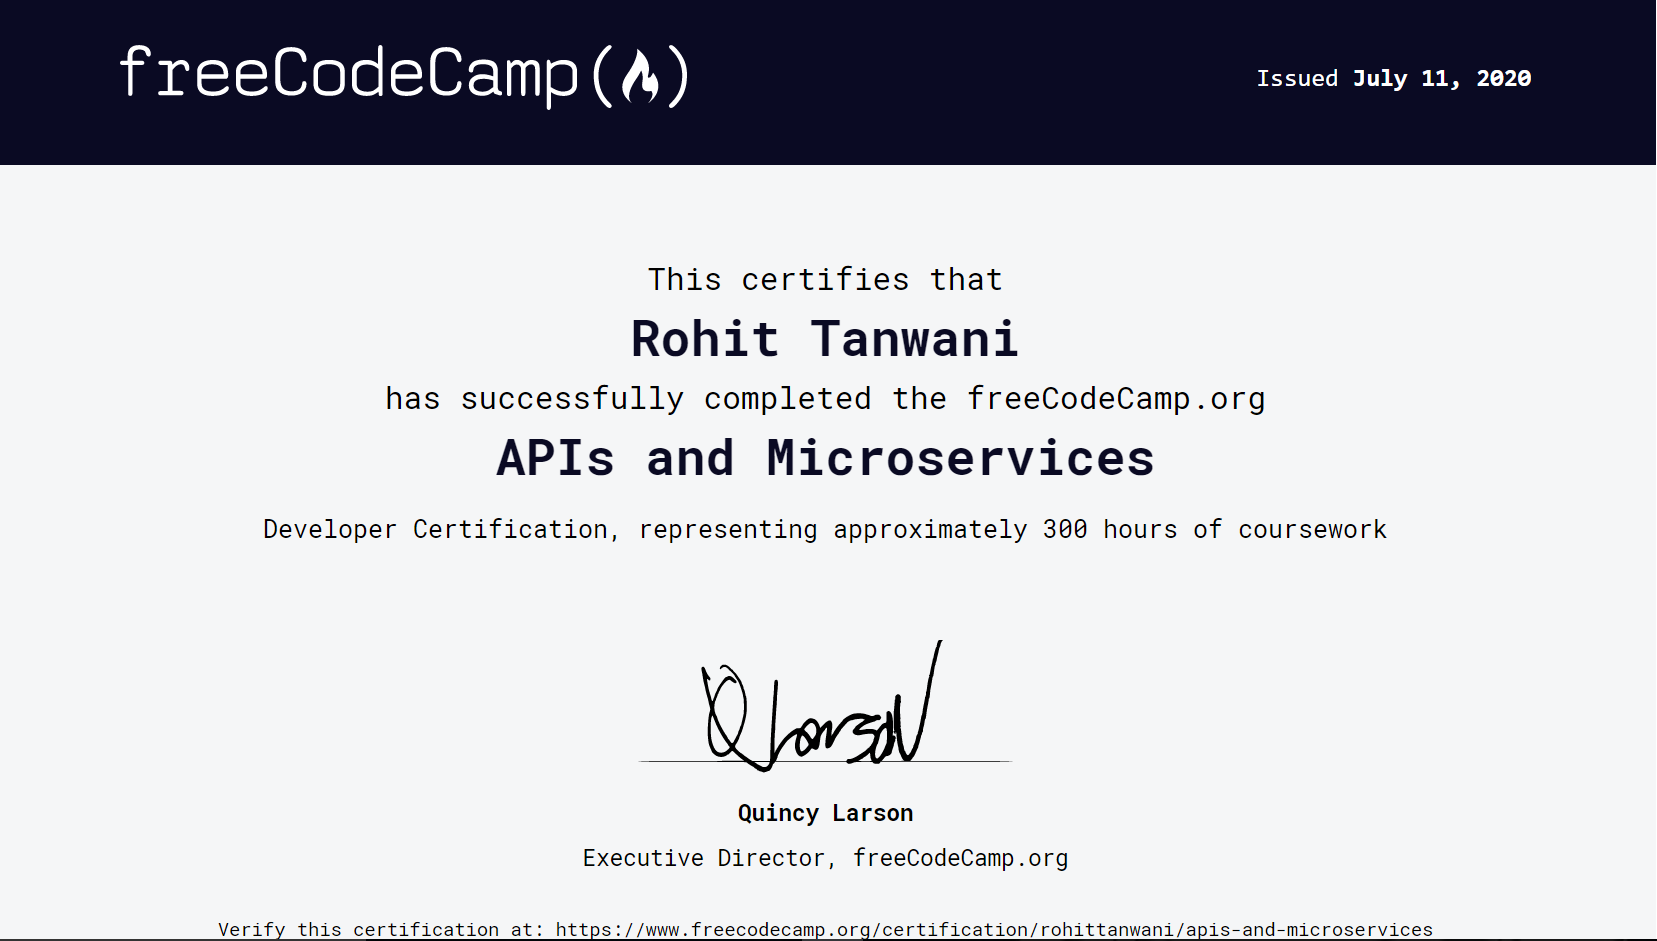 freeCodeCamp
Issued July 11, 2020
This certifies that
Rohit Tanwani
has successfully completed the freeCodeCamp.org
APIs and Microservices
Developer Certification, representing approximately 300 hours of coursework
Q Larson
Quincy Larson
Executive Director, freeCodeCamp.org
Verify this certification at: https://www.freecodecamp.org/certification/rohittanwani/apis-and-microservices